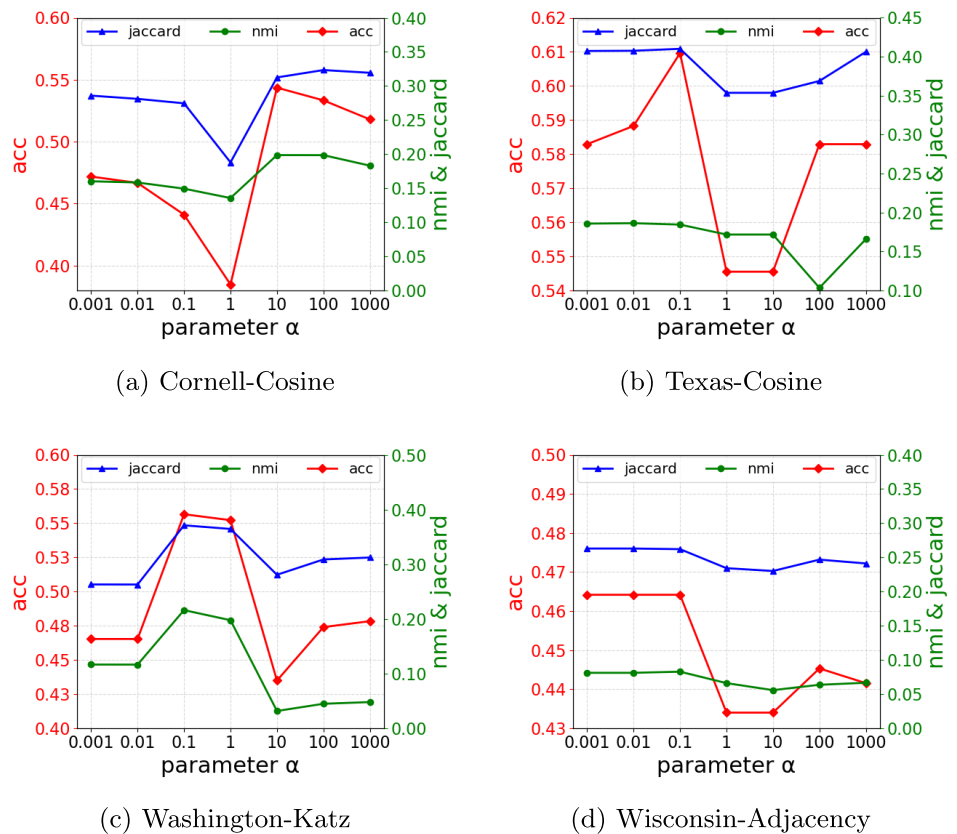 0.60
0.55
0.50
0.45
0.40
acc
jaccard nmi acc
0.40
0.35
0.30
0.25
0.20
0.15
0.10
0.05
0.00
nmi & jaccard
0.001 0.01 0.1 1 10 100 1000
parameter α
(a) Cornell-Cosine
0.62
0.61
0.60
0.59
0.58
0.57
0.56
0.55
0.54
acc
jaccard nmi acc
0.45
0.40
0.35
0.30
0.25
0.20
0.15
0.10
nmi & jaccard
0.001 0.01 0.1 1 10 100 1000
parameter α
(b) Texas-Cosine
0.60
0.58
0.55
0.53
0.50
0.48
0.45
0.43
0.40
acc
jaccard nmi acc
0.50
0.40
0.30
0.20
0.10
0.00
nmi & jaccard
0.001 0.01 0.1 1 10 100 1000
parameter α
(c) Washington-Katz
0.50
0.49
0.48
0.47
0.46
0.45
0.44
0.43
acc
jaccard nmi acc
0.40
0.35
0.30
0.25
0.20
0.15
0.10
0.05
0.00
nmi & jaccard
0.001 0.01 0.1 1 10 100 1000
parameter α
(d) Wisconsin-Adjacency